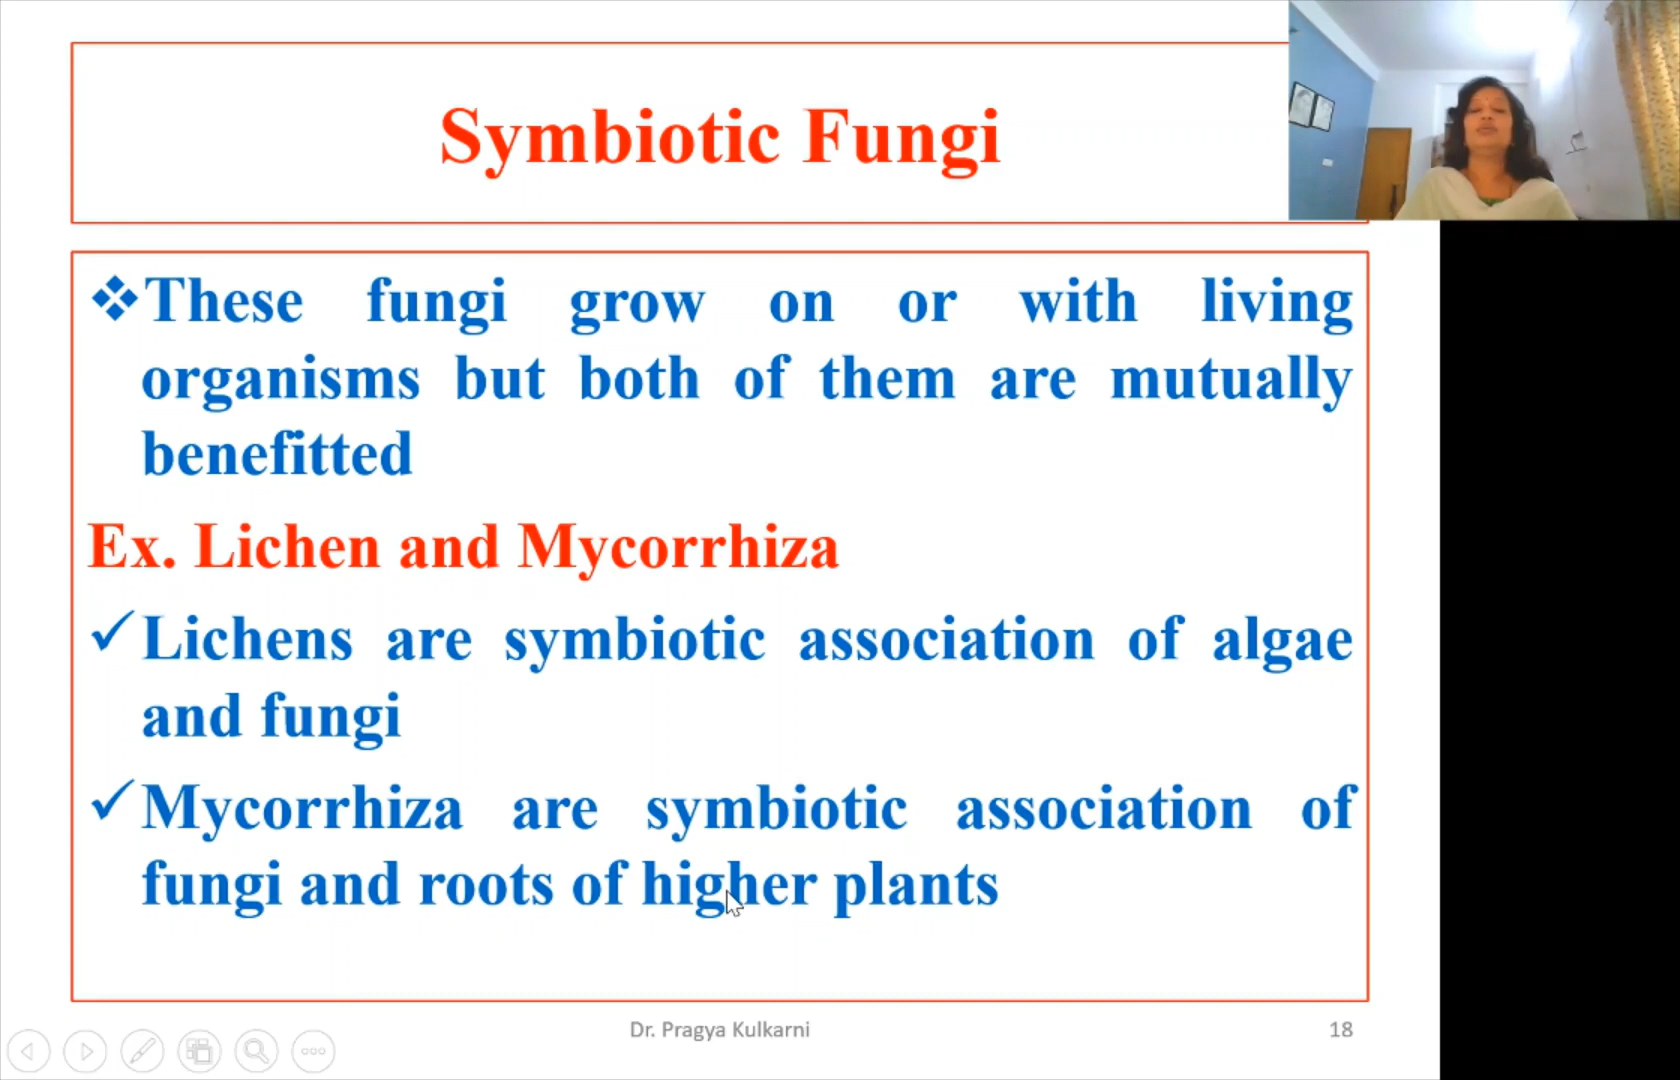 Symbiotic Fungi
These fungi grow on or with living
organisms but both of them are mutually
benefitted
Ex. Lichen and Mycorrhiza
Lichens are symbiotic association of algae
and fungi
Mycorrhiza are symbiotic association of
fungi and roots of higher plants
Dr. Pragya Kulkarni
18